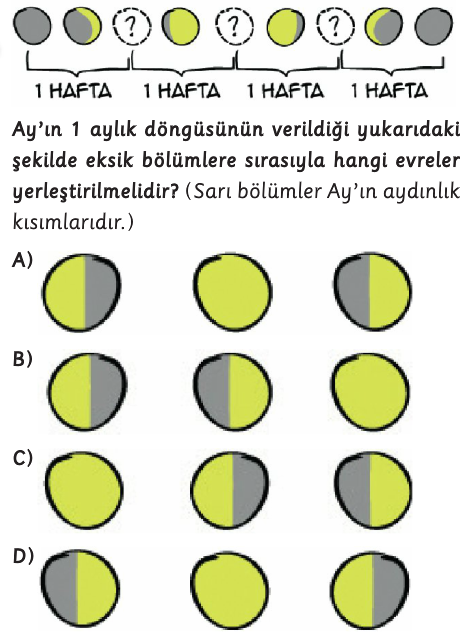 ? ? ?
1 HAFTA 1 HAFTA 1 HAFTA 1 HAFTA
Ay’ın 1 aylık döngüsünün verildiği yukarıdaki
şekilde eksik bölümlere sırasıyla hangi evreler
yerleştirilmelidir? (Sarı bölümler Ay’ın aydınlık
kısımlarıdır.)
A)
B)
C)
D)